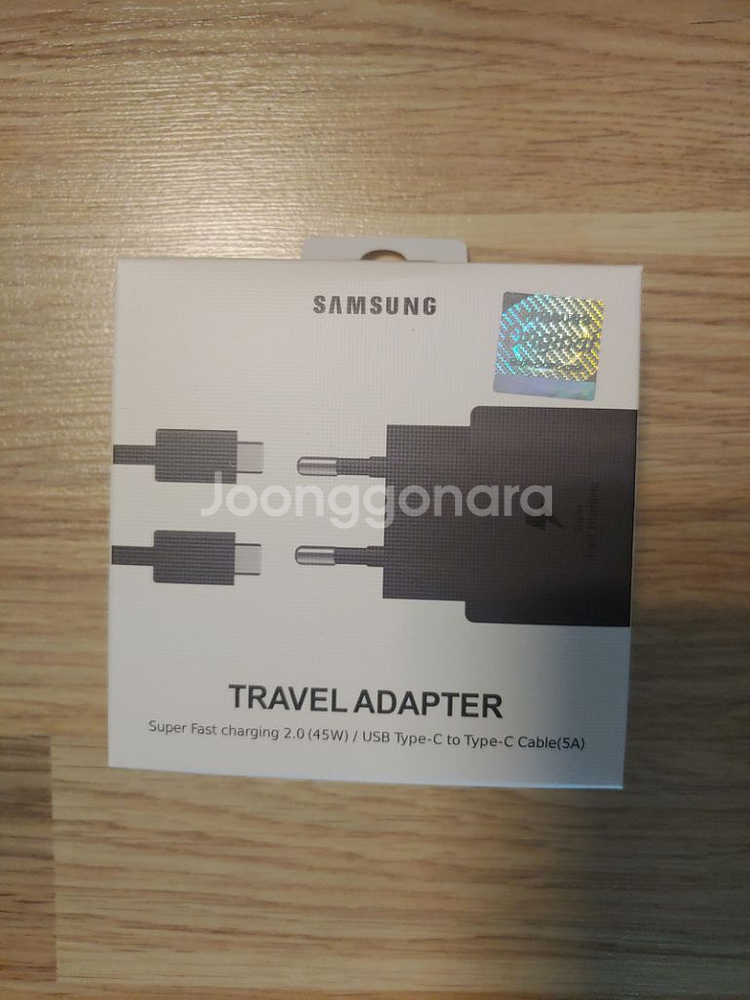 SAMSUNG
Joonggonara
TRAVEL ADAPTER
Super Fast charging 2.0 (45W) / USB Type-C to Type-C Cable(5A)